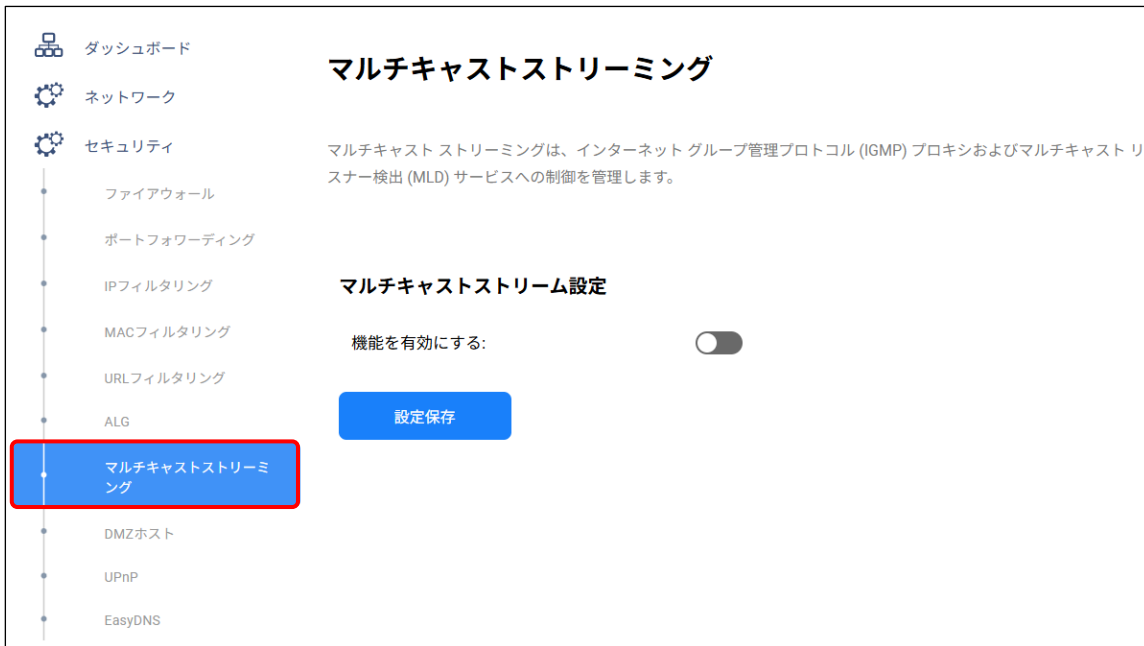 ダッシュボード
ネットワーク
セキュリティ
ファイアウォール
ポートフォワーディング
IPフィルタリング
MACフィルタリング
URLフィルタリング
ALG
マルチキャストストリーミ
ング
DMZホスト
UPnP
EasyDNS
マルチキャストストリーミング
マルチキャスト ストリーミングは、インターネット グループ管理プロトコル (IGMP) プロキシおよびマルチキャスト リ
スナー検出 (MLD) サービスへの制御を管理します。
マルチキャストストリーム設定
機能を有効にする:
設定保存